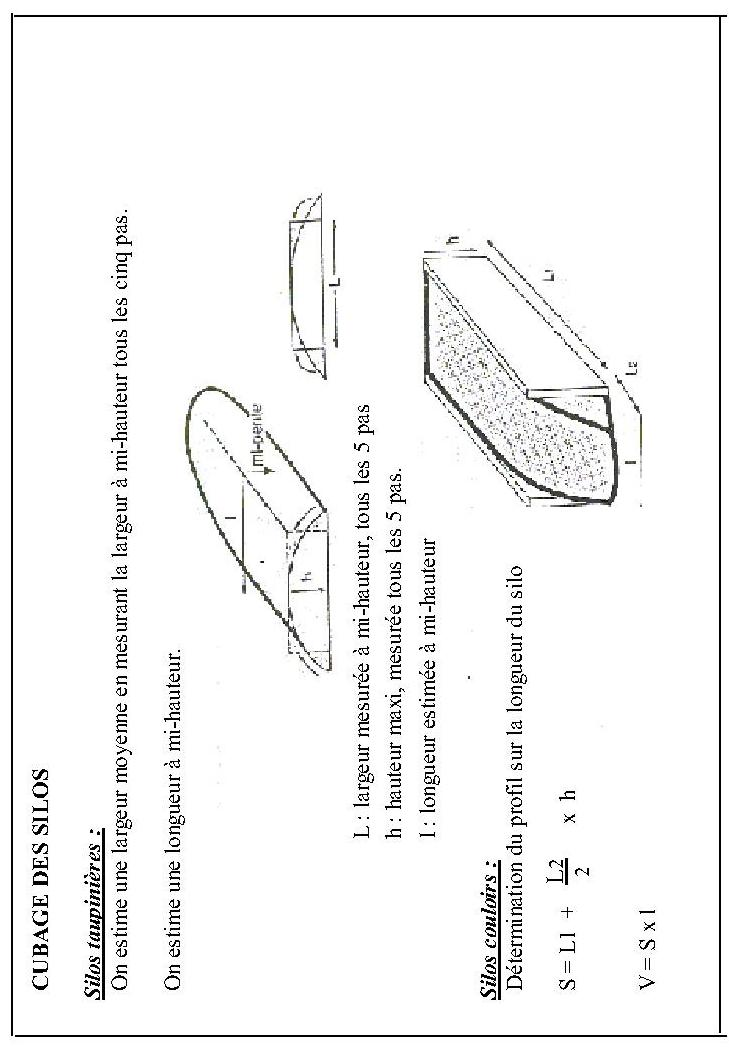 CUBAGE DES SILOS
Silos taupinières :
On estime une largeur moyenne en mesurant la largeur à mi-hauteur tous les cinq pas.
On estime une longueur à mi-hauteur.
l
mi-pente
h
L
L : largeur mesurée à mi-hauteur, tous les 5 pas
h : hauteur maxi, mesurée tous les 5 pas.
l : longueur estimée à mi-hauteur
Silos couloirs :
Détermination du profil sur la longueur du silo
S = L1 + L2/2 x h
V = S x l
h
L1
L2
l